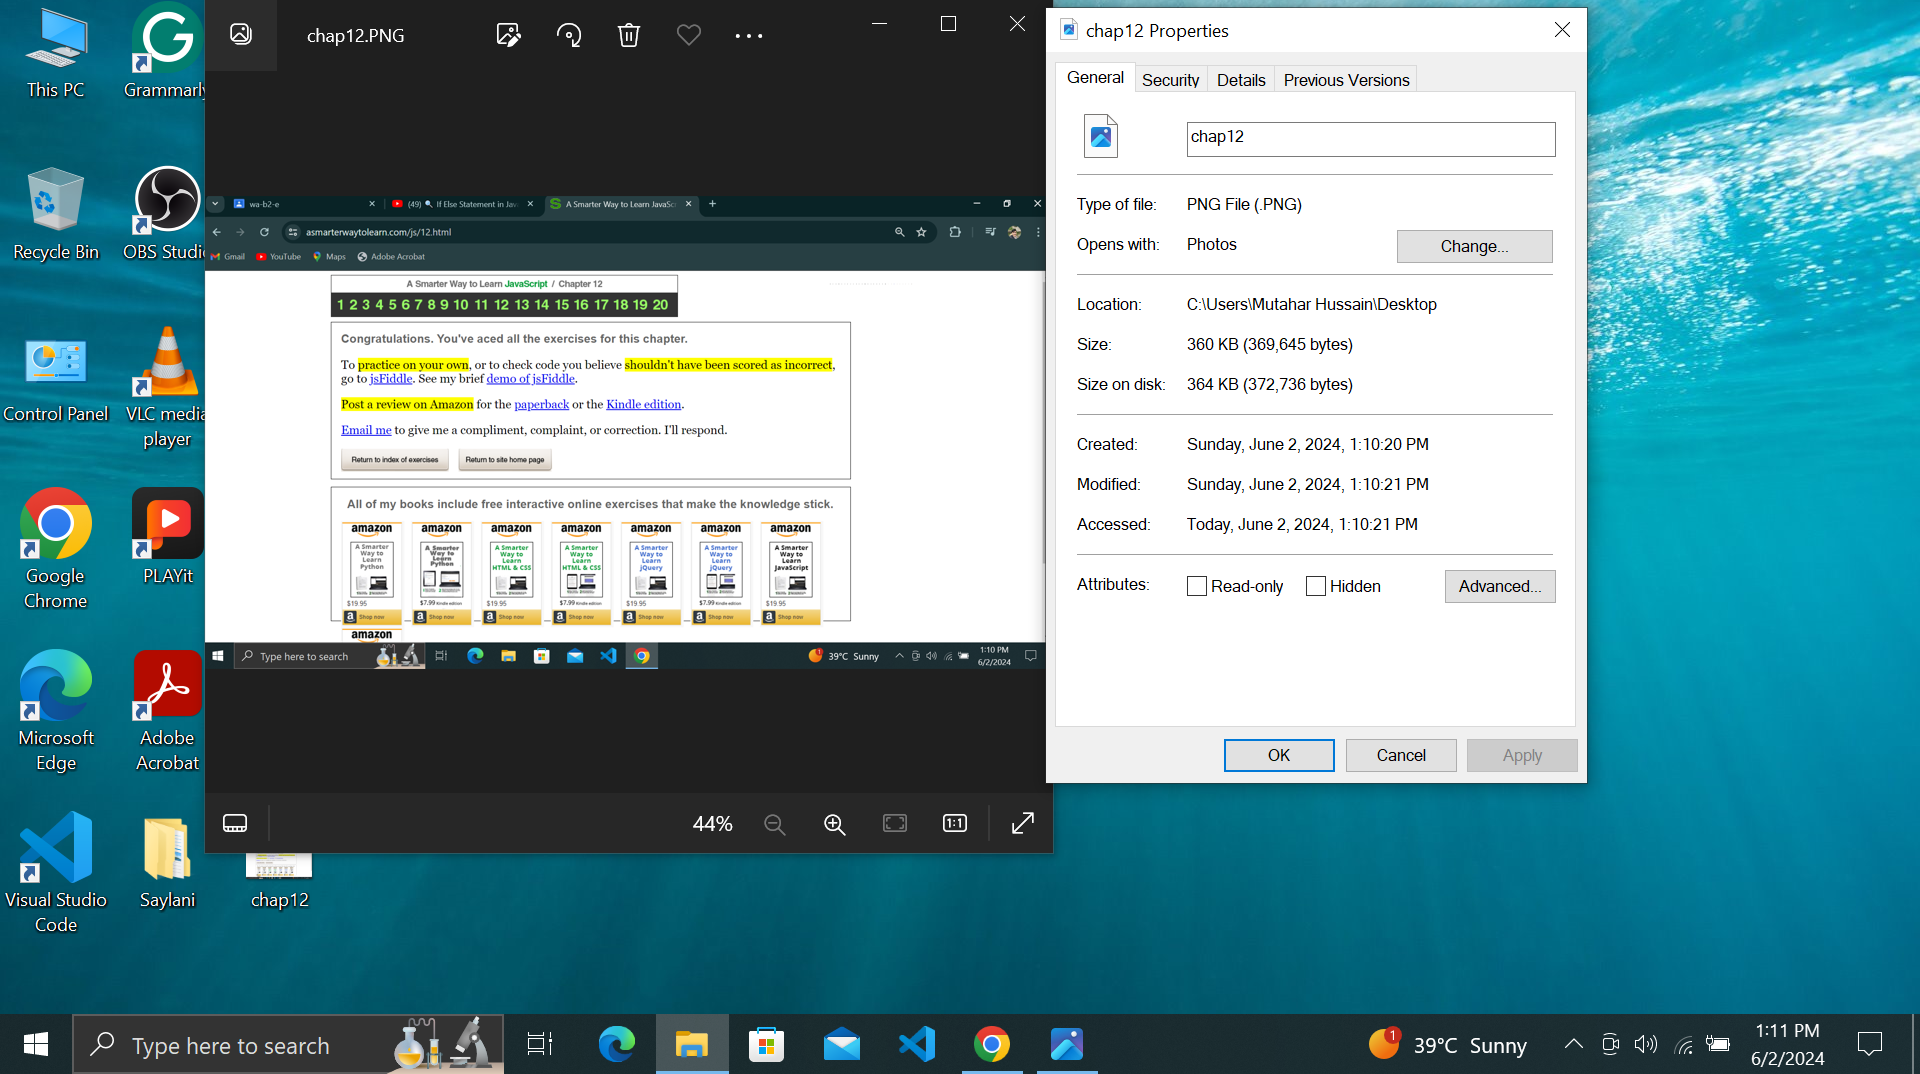 This PC
Grammarly
Recycle Bin
OBS Studio
Control Panel
VLC media
player
Google
Chrome
PLAYit
Microsoft
Edge
Adobe
Acrobat
Visual Studio
Code
Saylani
chap12
chap12.PNG
wa-b2-e
(49) If Else Statement in Jav
A Smarter Way to Learn JavaSc
asmarterwaytolearn.com/js/12.html
Gmail YouTube Maps Adobe Acrobat
A Smarter Way to Learn JavaScript / Chapter 12
1 2 3 4 5 6 7 8 9 10 11 12 13 14 15 16 17 18 19 20
Congratulations. You've aced all the exercises for this chapter.
To practice on your own, or to check code you believe shouldn't have been scored as incorrect,
go to jsFiddle. See my brief demo of jsFiddle.
Post a review on Amazon for the paperback or the Kindle edition.
Email me to give me a compliment, complaint, or correction. I'll respond.
Return to index of exercises Return to site home page
All of my books include free interactive online exercises that make the knowledge stick.
amazon amazon amazon amazon amazon amazon amazon
A Smarter Way to Learn Python
A Smarter Way to Learn Python
A Smarter Way to Learn HTML & CSS
A Smarter Way to Learn HTML & CSS
A Smarter Way to Learn jQuery
A Smarter Way to Learn jQuery
A Smarter Way to Learn JavaScript
$19.95 $7.99 Kindle edition $19.95 $7.99 Kindle edition $19.95 $7.99 Kindle edition $19.95
a Shop now a Shop now a Shop now a Shop now a Shop now a Shop now a Shop now
amazon
Type here to search
39°C Sunny
1:10 PM
6/2/2024
44%
1:1
chap12 Properties
General Security Details Previous Versions
chap12
Type of file: PNG File (.PNG)
Opens with: Photos Change...
Location: C:\Users\Mutahar Hussain\Desktop
Size: 360 KB (369,645 bytes)
Size on disk: 364 KB (372,736 bytes)
Created: Sunday, June 2, 2024, 1:10:20 PM
Modified: Sunday, June 2, 2024, 1:10:21 PM
Accessed: Today, June 2, 2024, 1:10:21 PM
Attributes: Read-only Hidden Advanced...
OK Cancel Apply
Type here to search
1
39°C Sunny
1:11 PM
6/2/2024